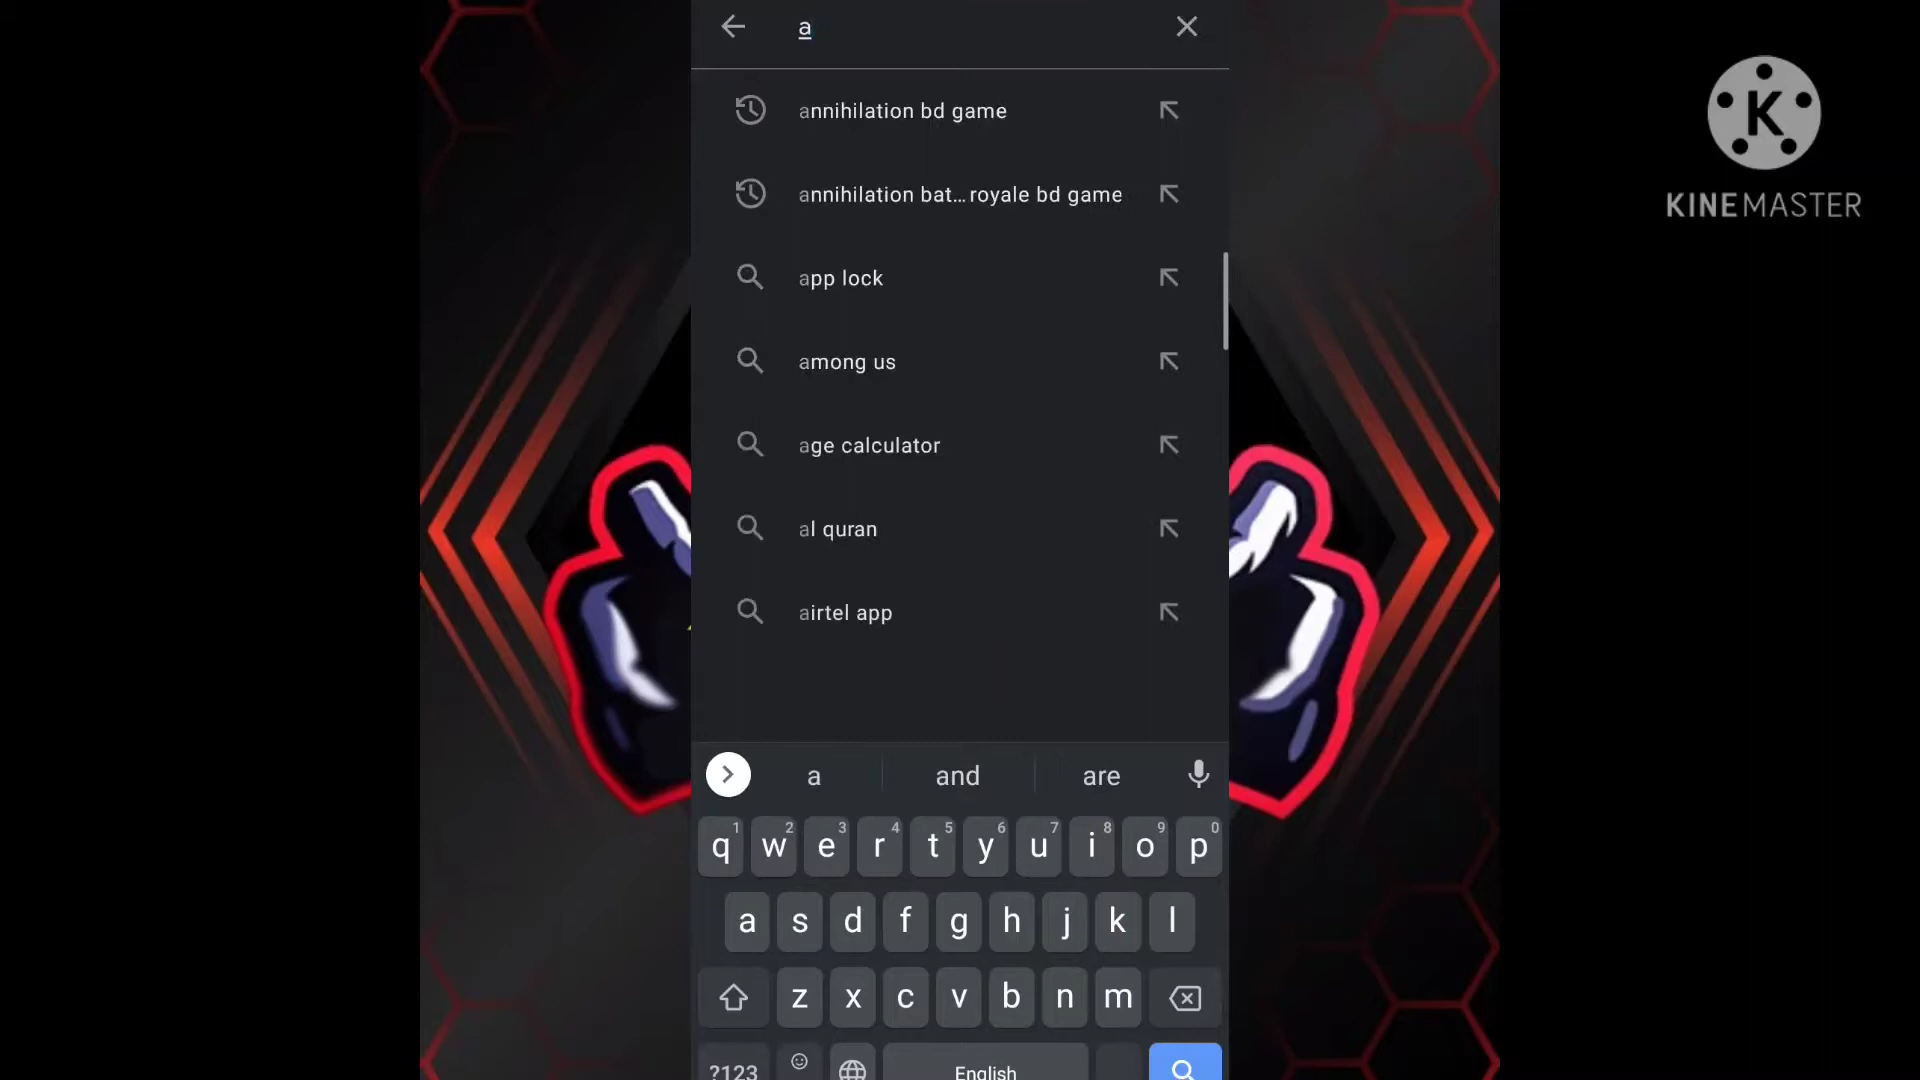 a
annihilation bd game
annihilation bat...royale bd game
app lock
among us
age calculator
al quran
airtel app
K
KINEMASTER
a and are
1 2 3 4 5 6 7 8 9 0
q w e r t y u i o p
a s d f g h j k l
z x c v b n m
?123 English